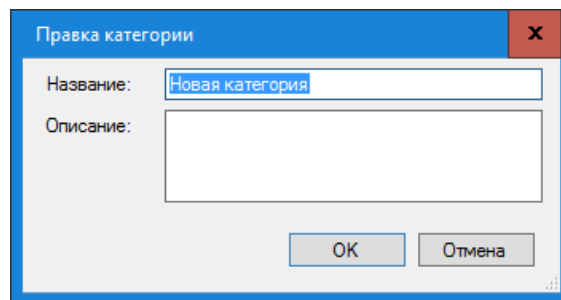 Правка категории
x
Название: Новая категория
Описание:
OK Отмена